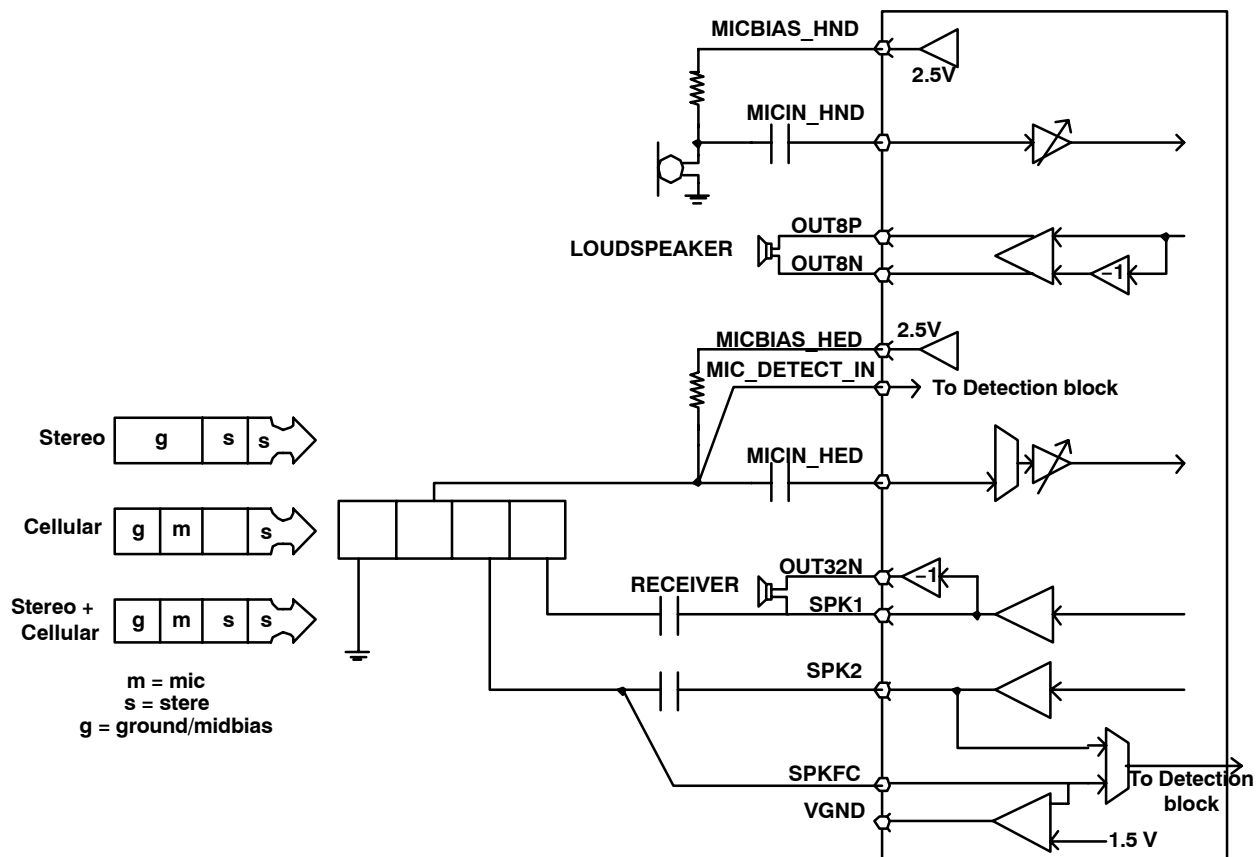 MICBIAS_HND
2.5V
MICIN_HND
OUT8P
LOUDSPEAKER
OUT8N
−1
MICBIAS_HED
2.5V
MIC_DETECT_IN
To Detection block
Stereo
g
s
s
MICIN_HED
Cellular
g
m
s
OUT32N
−1
RECEIVER
SPK1
Stereo +
Cellular
g
m
s
s
SPK2
m = mic
s = stere
g = ground/midbias
SPKFC
To Detection
block
VGND
1.5 V